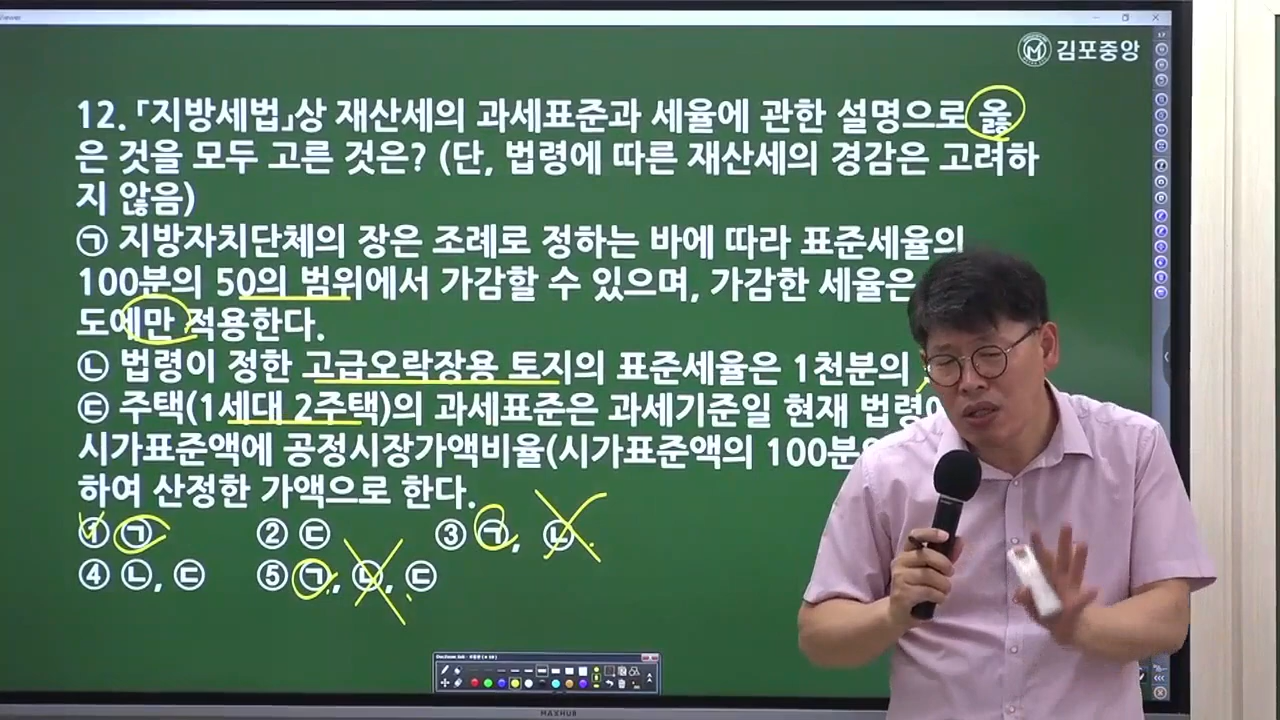 김포중앙
12. 「지방세법」상 재산세의 과세표준과 세율에 관한 설명으로 옳
은 것을 모두 고른 것은? (단, 법령에 따른 재산세의 경감은 고려하
지 않음)
㉠ 지방자치단체의 장은 조례로 정하는 바에 따라 표준세율의
100분의 50의 범위에서 가감할 수 있으며, 가감한 세율은
도에만 적용한다.
㉡ 법령이 정한 고급오락장용 토지의 표준세율은 1천분의
㉢ 주택(1세대 2주택)의 과세표준은 과세기준일 현재
시가표준액에 공정시장가액비율(시가표준액의 100분의
하여 산정한 가액으로 한다.
① ㉠ ② ㉢ ③ ㉠, ㉡
④ ㉡, ㉢ ⑤ ㉠, ㉡, ㉢
MAXHUB